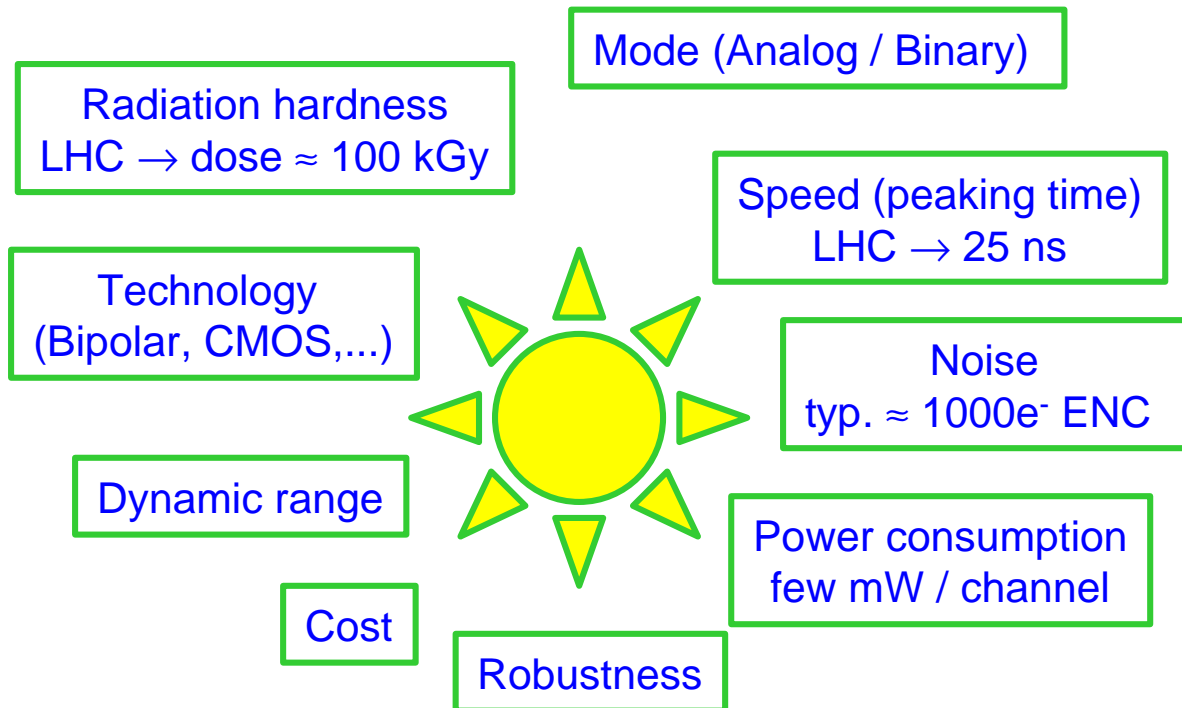 Mode (Analog / Binary)
Radiation hardness
LHC → dose ≈ 100 kGy
Speed (peaking time)
LHC → 25 ns
Technology
(Bipolar, CMOS,...)
Noise
typ. ≈ 1000e⁻ ENC
Dynamic range
Power consumption
few mW / channel
Cost
Robustness